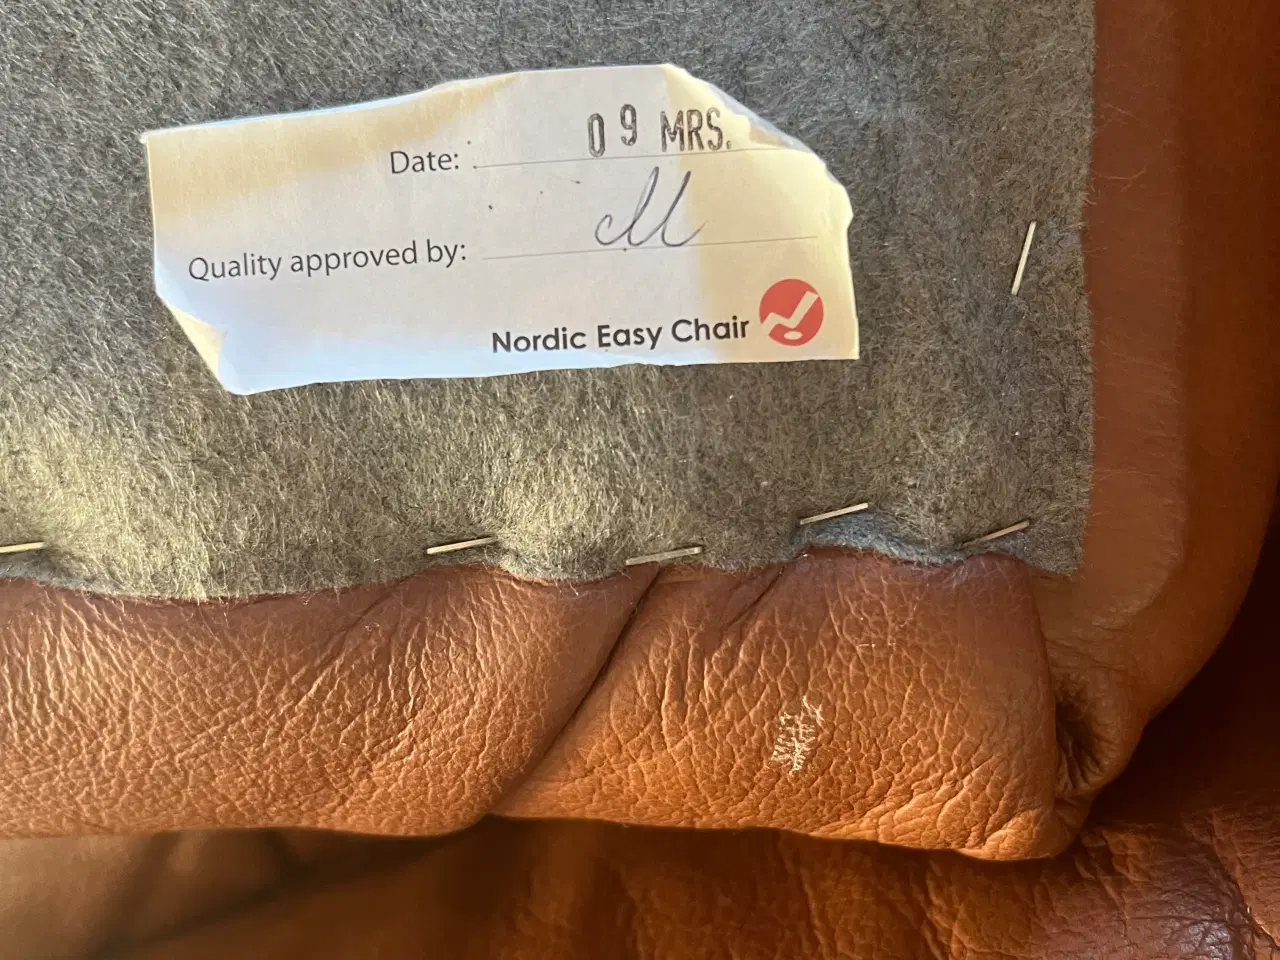 Date: 09 MRS.
Quality approved by:
Nordic Easy Chair